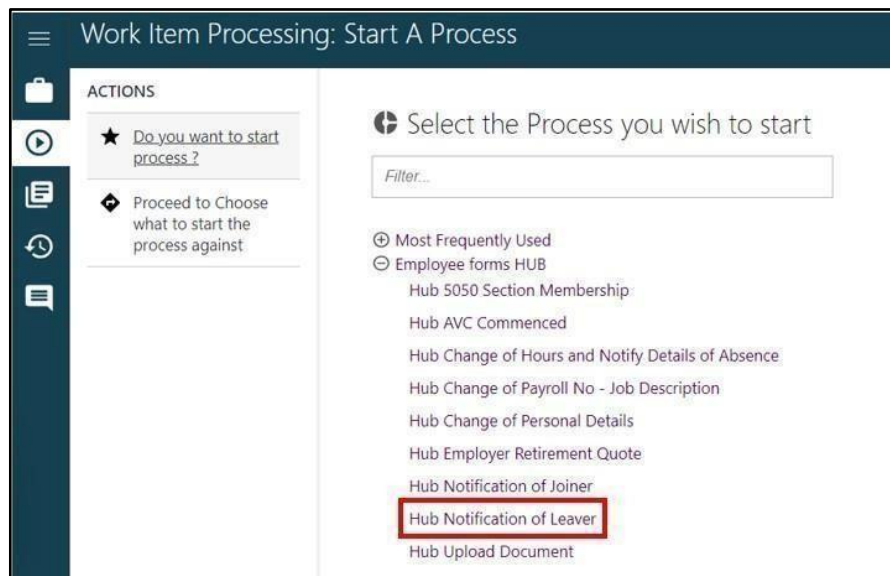 Work Item Processing: Start A Process
ACTIONS
Do you want to start
process ?
Proceed to Choose
what to start the
process against
Select the Process you wish to start
Filter...
Most Frequently Used
Employee forms HUB
Hub 5050 Section Membership
Hub AVC Commenced
Hub Change of Hours and Notify Details of Absence
Hub Change of Payroll No - Job Description
Hub Change of Personal Details
Hub Employer Retirement Quote
Hub Notification of Joiner
Hub Notification of Leaver
Hub Upload Document